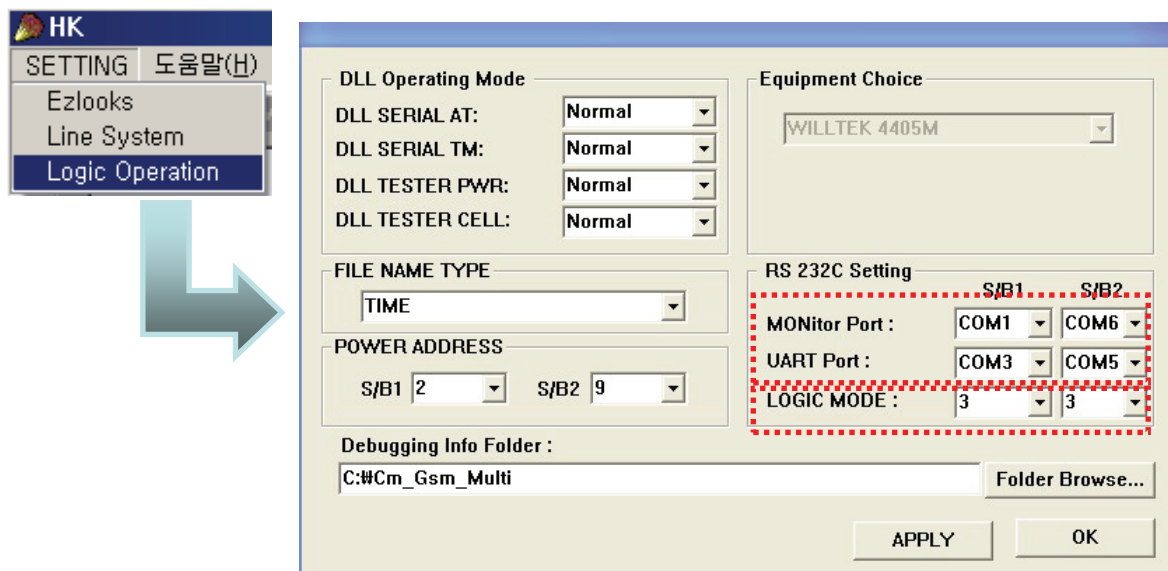 HK
SETTING 도움말(H)
Ezlooks
Line System
Logic Operation
DLL Operating Mode
DLL SERIAL AT: Normal
DLL SERIAL TM: Normal
DLL TESTER PWR: Normal
DLL TESTER CELL: Normal
Equipment Choice
WILLTEK 4405M
FILE NAME TYPE
TIME
POWER ADDRESS
S/B1 2 S/B2 9
RS 232C Setting
S/B1 S/B2
MONitor Port : COM1 COM6
UART Port : COM3 COM5
LOGIC MODE : 3 3
Debugging Info Folder :
C:₩Cm_Gsm_Multi Folder Browse...
APPLY OK